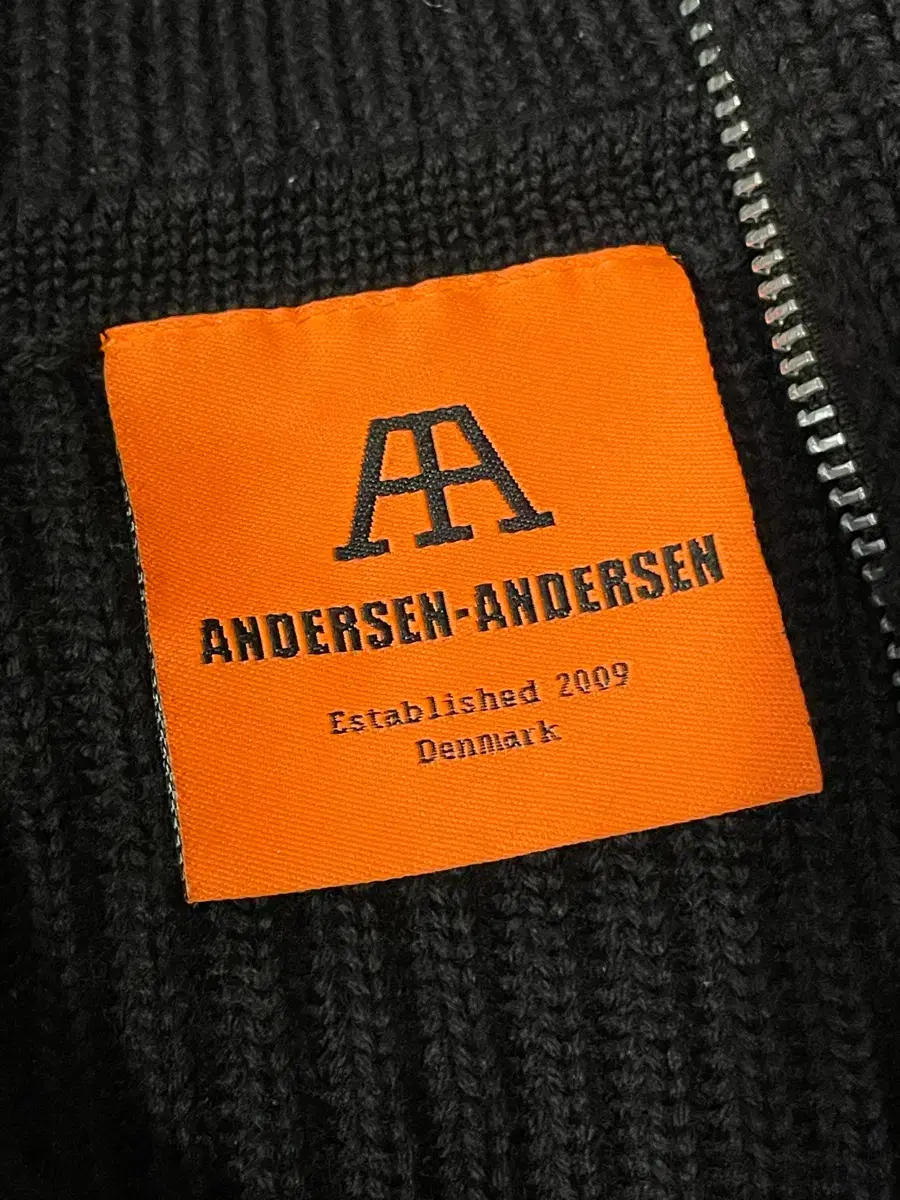 ANDERSEN-ANDERSEN
Established 2009
Denmark